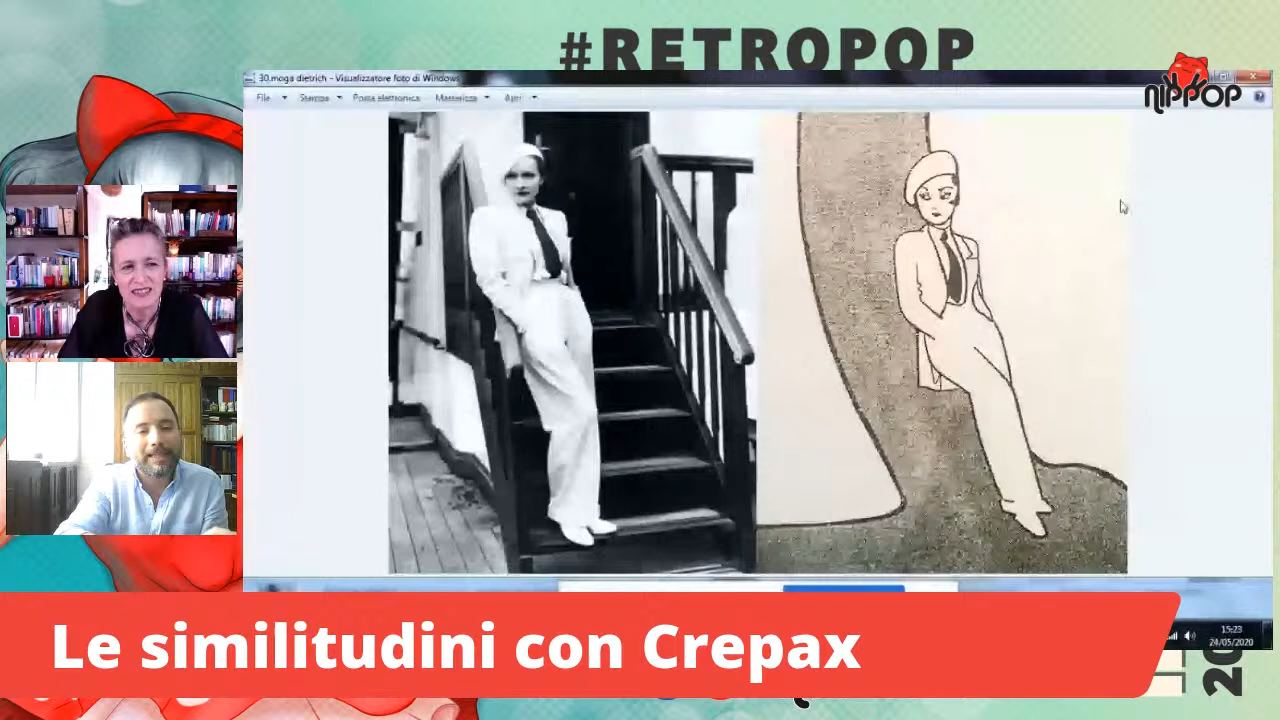 #RETROPOP
30.moga dietrich - Visualizzatore foto di Windows
NipPOP
File Stampa Posta elettronica Masterizza Apri
Le similitudini con Crepax
15:23
24/05/2020
20